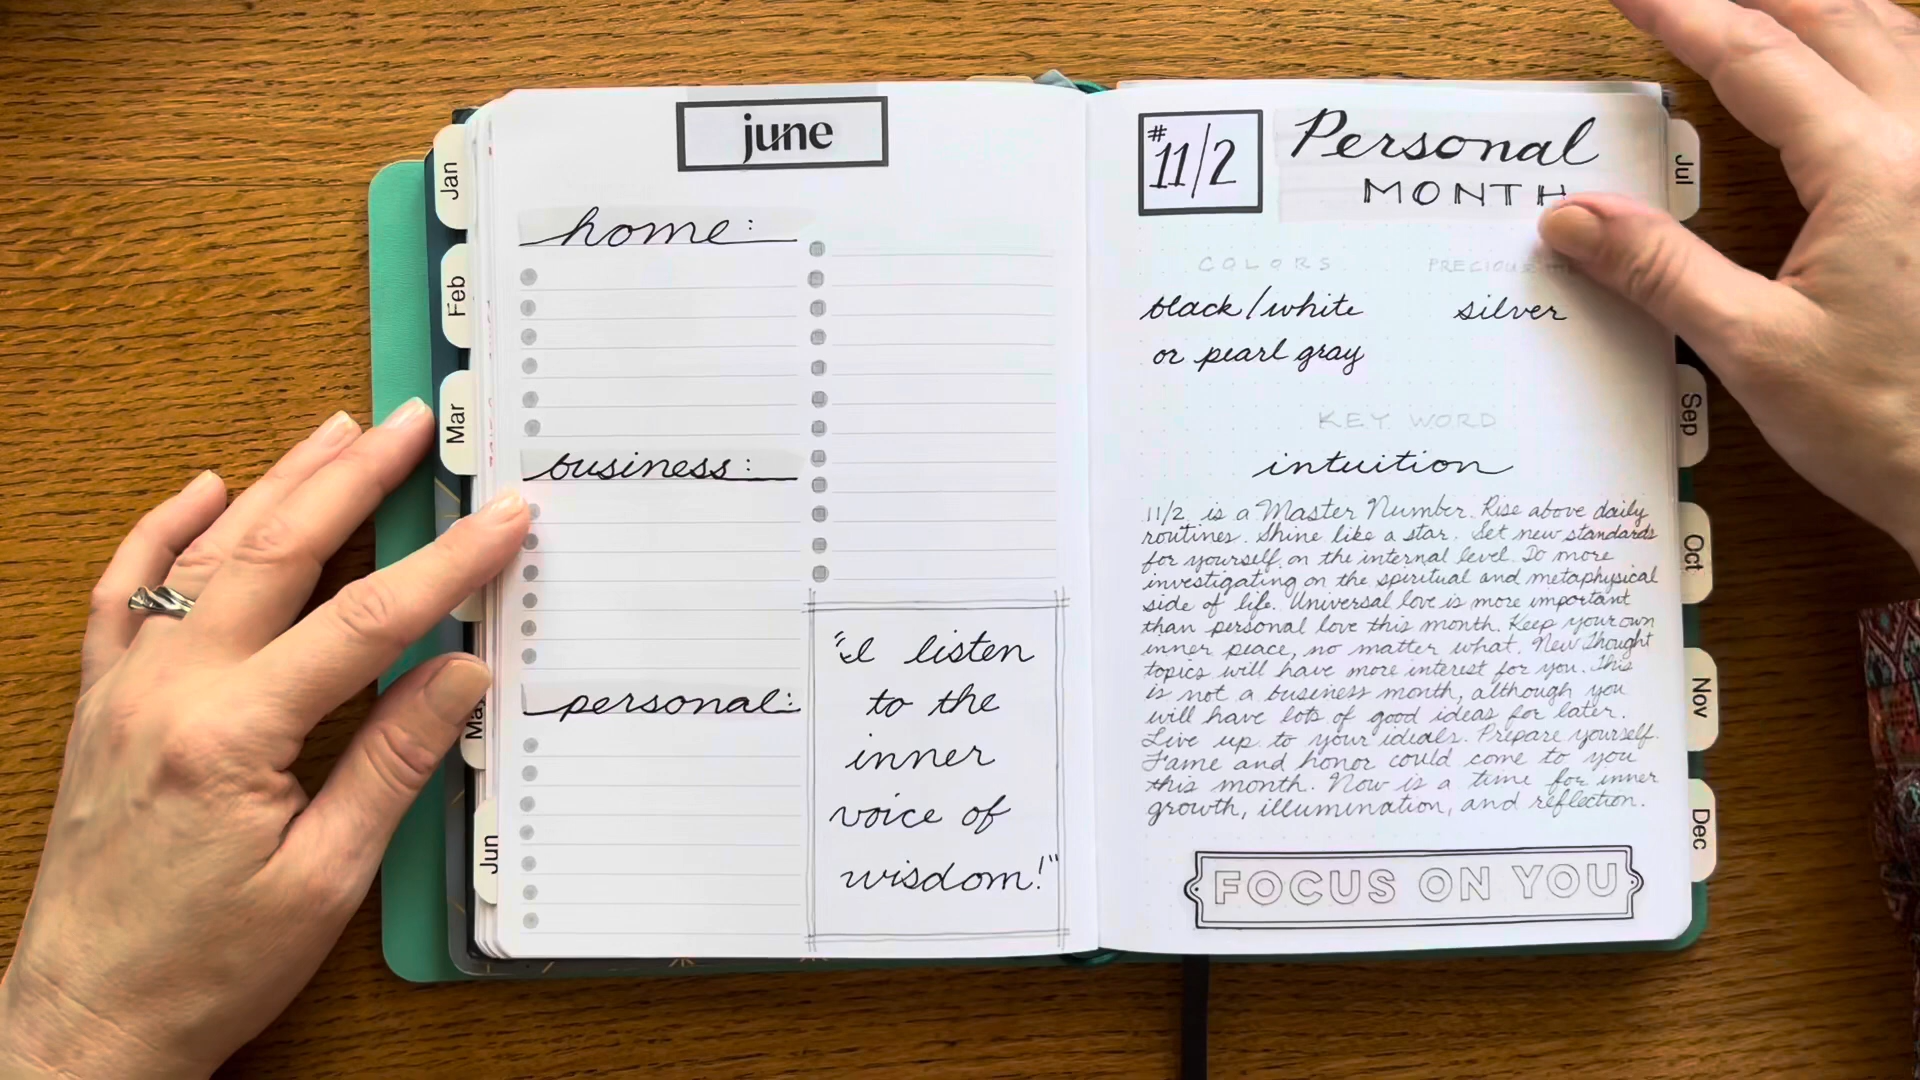 june
home:
business:
personal:
"I listen
to the
inner
voice of
wisdom!"
#11/2
Personal
MONTH
COLORS
black/white
or pearl gray
silver
KEY WORD
intuition
11/2 is a Master Number. Rise above daily
routines. Shine like a star. Set new standards
for yourself on the internal level. Do more
investigating on the spiritual and metaphysical
side of life. Universal love is more important
than personal love this month. Keep your own
inner peace, no matter what. New Thought
topics will have more interest for you. This
is not a business month, although you
will have lots of good ideas for later.
Live up to your ideals. Prepare yourself.
Fame and honor could come to you
this month. Now is a time for inner
growth, illumination, and reflection.
FOCUS ON YOU
Jan
Feb
Mar
May
Jun
Jul
Sep
Oct
Nov
Dec